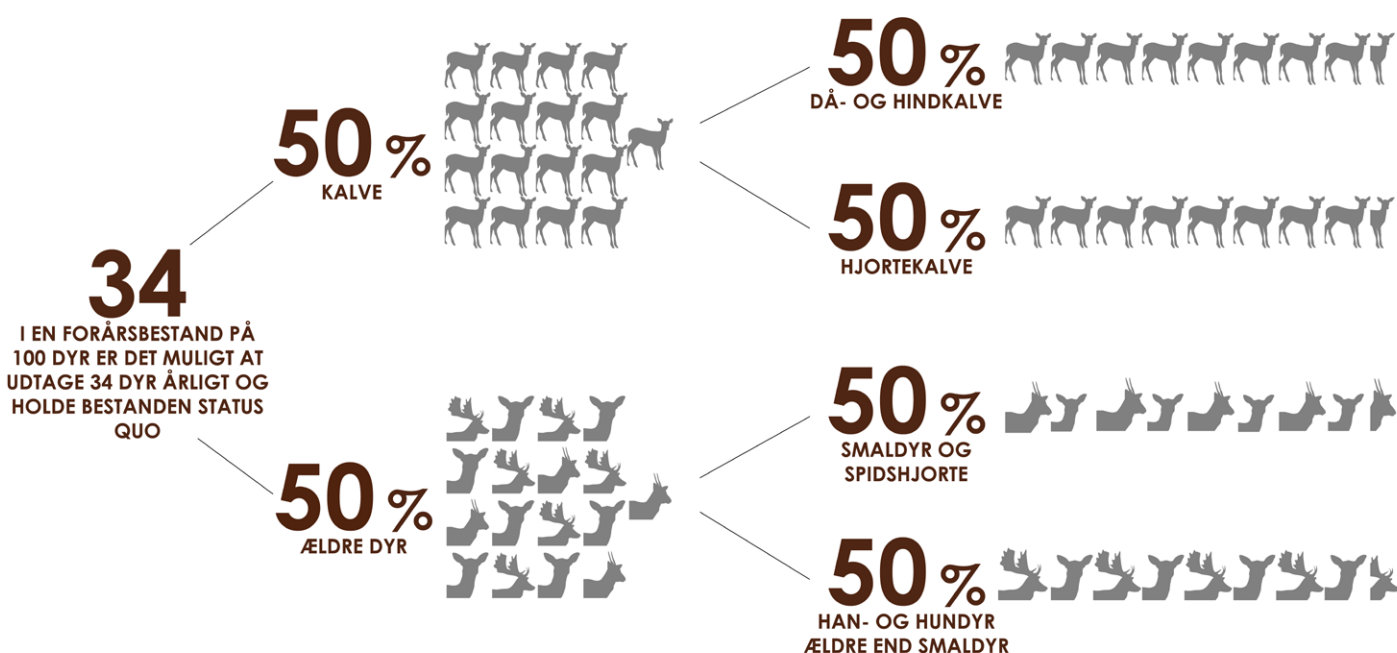 34
I EN FORÅRSBESTAND PÅ
100 DYR ER DET MULIGT AT
UDTAGE 34 DYR ÅRLIGT OG
HOLDE BESTANDEN STATUS
QUO
50 %
KALVE
50 %
DÅ- OG HINDKALVE
50 %
HJORTEKALVE
50 %
ÆLDRE DYR
50 %
SMALDYR OG
SPIDSHJORTE
50 %
HAN- OG HUNDYR
ÆLDRE END SMALDYR